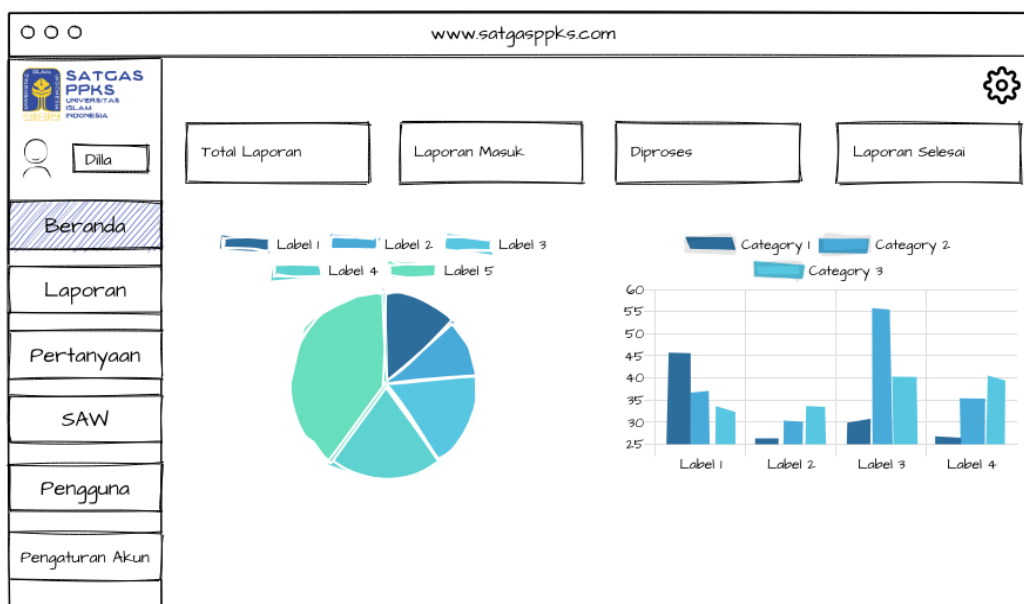 www.satgasppks.com
SATGAS
PPKS
UNIVERSITAS
ISLAM
INDONESIA
Dilla
Beranda
Laporan
Pertanyaan
SAW
Pengguna
Pengaturan Akun
Total Laporan
Laporan Masuk
Diproses
Laporan Selesai
Label 1 Label 2 Label 3
Label 4 Label 5
Category 1 Category 2
Category 3
60
55
50
45
40
35
30
25
Label 1 Label 2 Label 3 Label 4